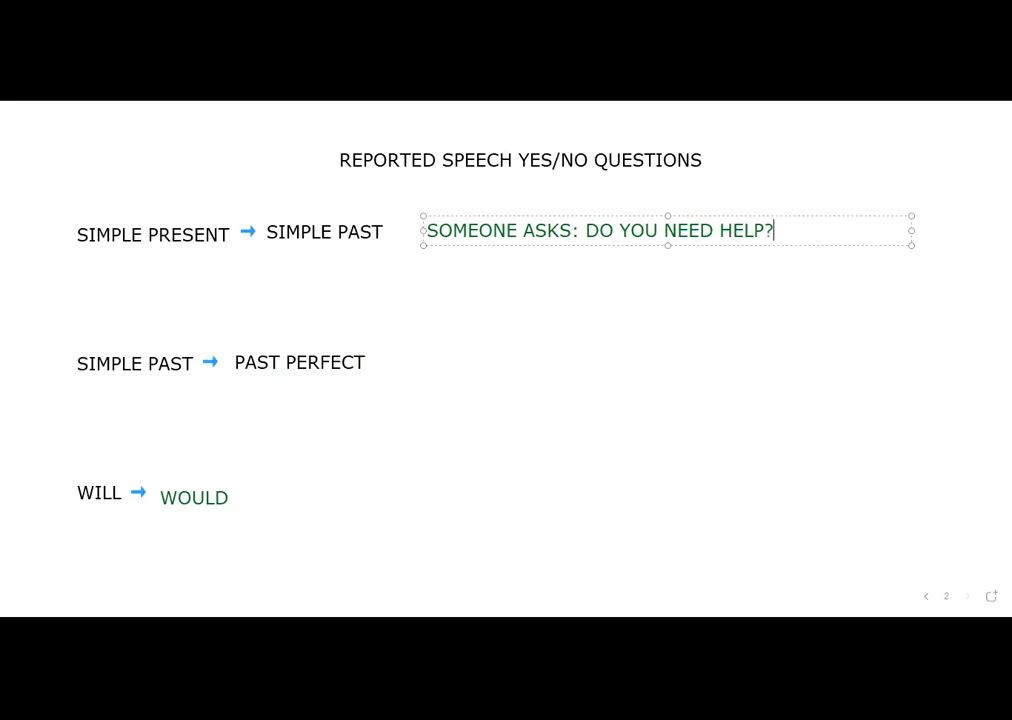 REPORTED SPEECH YES/NO QUESTIONS
SIMPLE PRESENT → SIMPLE PAST SOMEONE ASKS: DO YOU NEED HELP?
SIMPLE PAST → PAST PERFECT
WILL → WOULD
2